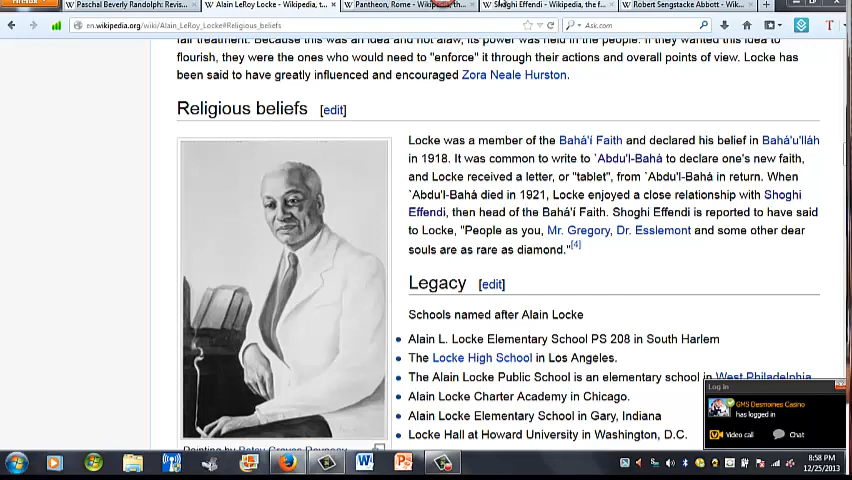 Paschal Beverly Randolph: Revis...
Alain LeRoy Locke - Wikipedia, t...
Pantheon, Rome - Wikipedia, the...
Shoghi Effendi - Wikipedia, the f...
Robert Sengstacke Abbott - Wik...
en.wikipedia.org/wiki/Alain_LeRoy_Locke#Religious_beliefs
Ask.com
fair treatment. Because this was an idea and not a law, its power was held in the people. If they wanted this idea to
flourish, they were the ones who would need to "enforce" it through their actions and overall points of view. Locke has
been said to have greatly influenced and encouraged Zora Neale Hurston.
Religious beliefs [edit]
Locke was a member of the Bahá'í Faith and declared his belief in Bahá'u'lláh
in 1918. It was common to write to `Abdu'l-Bahá to declare one's new faith,
and Locke received a letter, or "tablet", from `Abdu'l-Bahá in return. When
`Abdu'l-Bahá died in 1921, Locke enjoyed a close relationship with Shoghi
Effendi, then head of the Bahá'í Faith. Shoghi Effendi is reported to have said
to Locke, "People as you, Mr. Gregory, Dr. Esslemont and some other dear
souls are as rare as diamond."[4]
Legacy [edit]
Schools named after Alain Locke
Alain L. Locke Elementary School PS 208 in South Harlem
The Locke High School in Los Angeles.
The Alain Locke Public School is an elementary school in West Philadelphia
Alain Locke Charter Academy in Chicago.
Alain Locke Elementary School in Gary, Indiana
Locke Hall at Howard University in Washington, D.C.
Painting by Betsy Graves Reyneau
Log In
GMS Desmoines Casino
has logged in
Video call
Chat
8:58 PM
12/25/2013